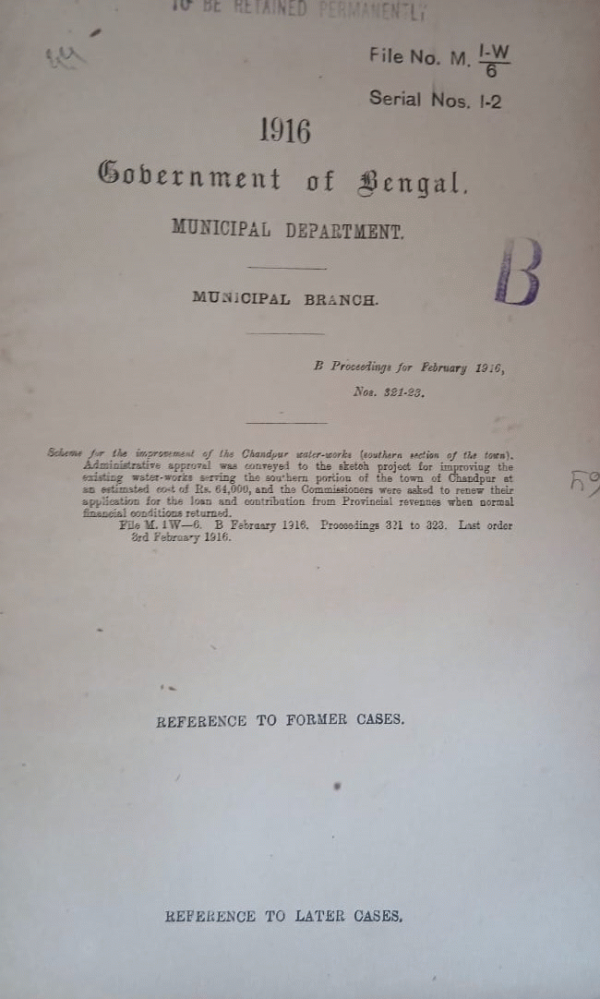 TO BE RETAINED PERMANENTLY
File No. M. I-W/6
Serial Nos. 1-2
1916
Government of Bengal.
MUNICIPAL DEPARTMENT.
B
MUNICIPAL BRANCH.
B Proceedings for February 1916,
Nos. 321-23.
Scheme for the improvement of the Chandpur water-works (southern section of the town).
Administrative approval was conveyed to the sketch project for improving the
existing water-works serving the southern portion of the town of Chandpur at
an estimated cost of Rs. 64,000, and the Commissioners were asked to renew their
application for the loan and contribution from Provincial revenues when normal
financial conditions returned.
File M. 1W—6. B February 1916. Proceedings 321 to 323. Last order
3rd February 1916.
REFERENCE TO FORMER CASES.
REFERENCE TO LATER CASES.